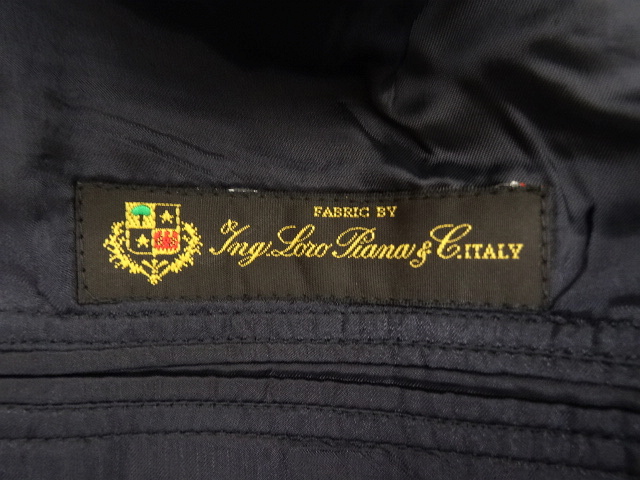 FABRIC BY
Ing. Loro Piana & C. ITALY